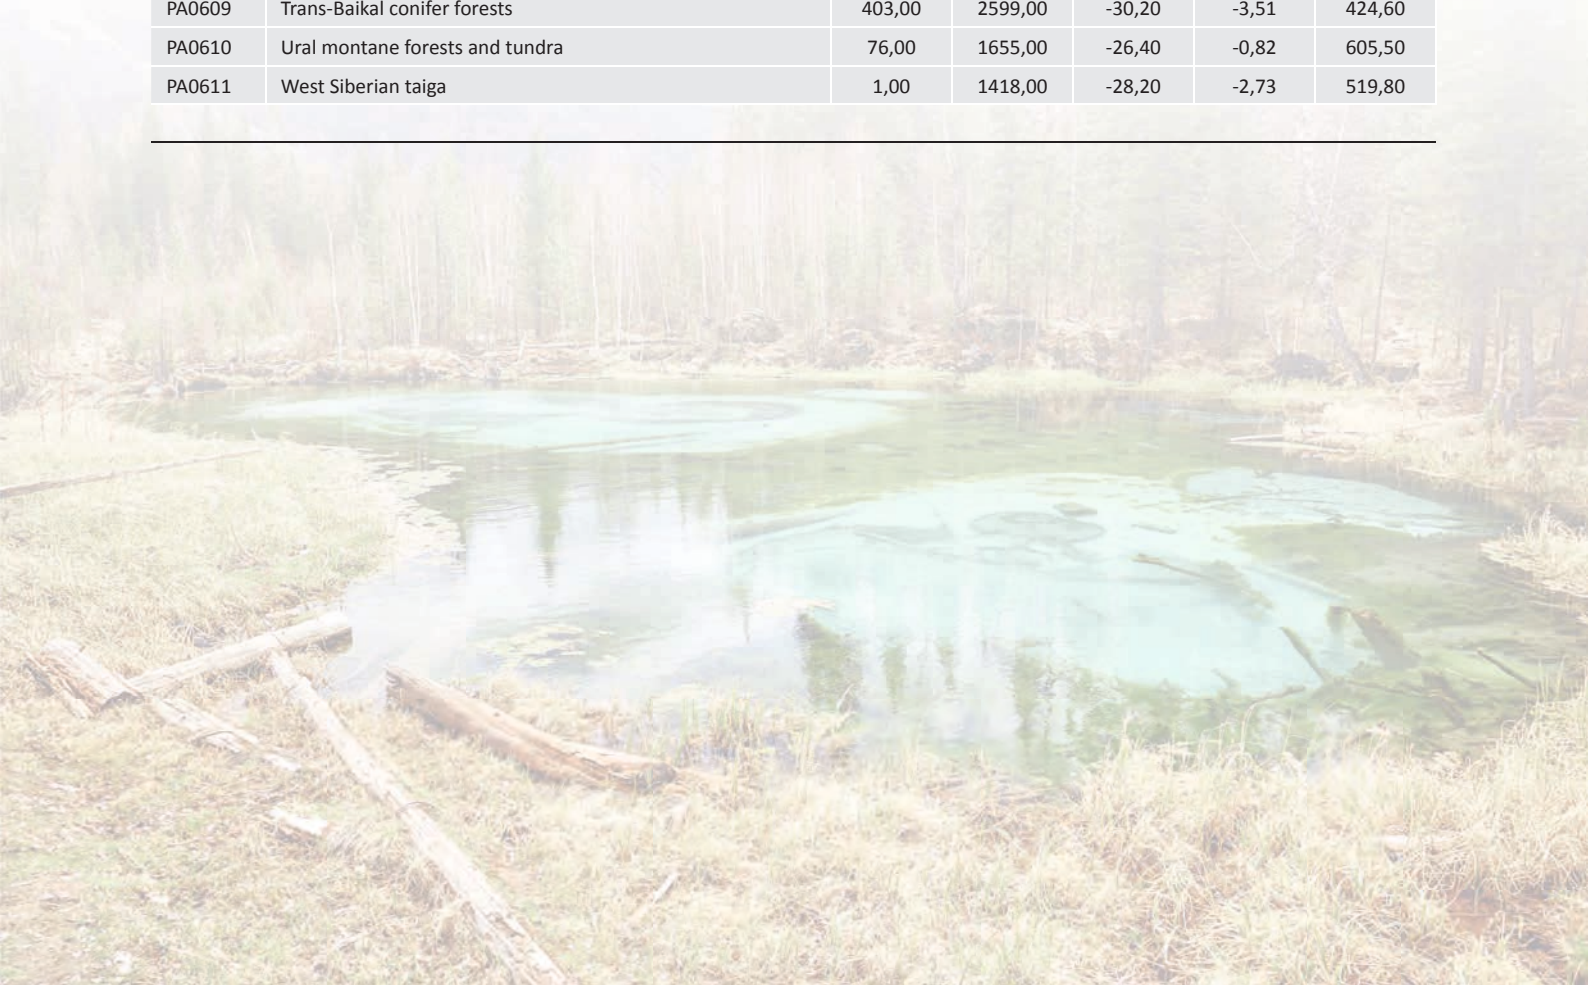 PA0609 Trans-Baikal conifer forests 403,00 2599,00 -30,20 -3,51 424,60
PA0610 Ural montane forests and tundra 76,00 1655,00 -26,40 -0,82 605,50
PA0611 West Siberian taiga 1,00 1418,00 -28,20 -2,73 519,80